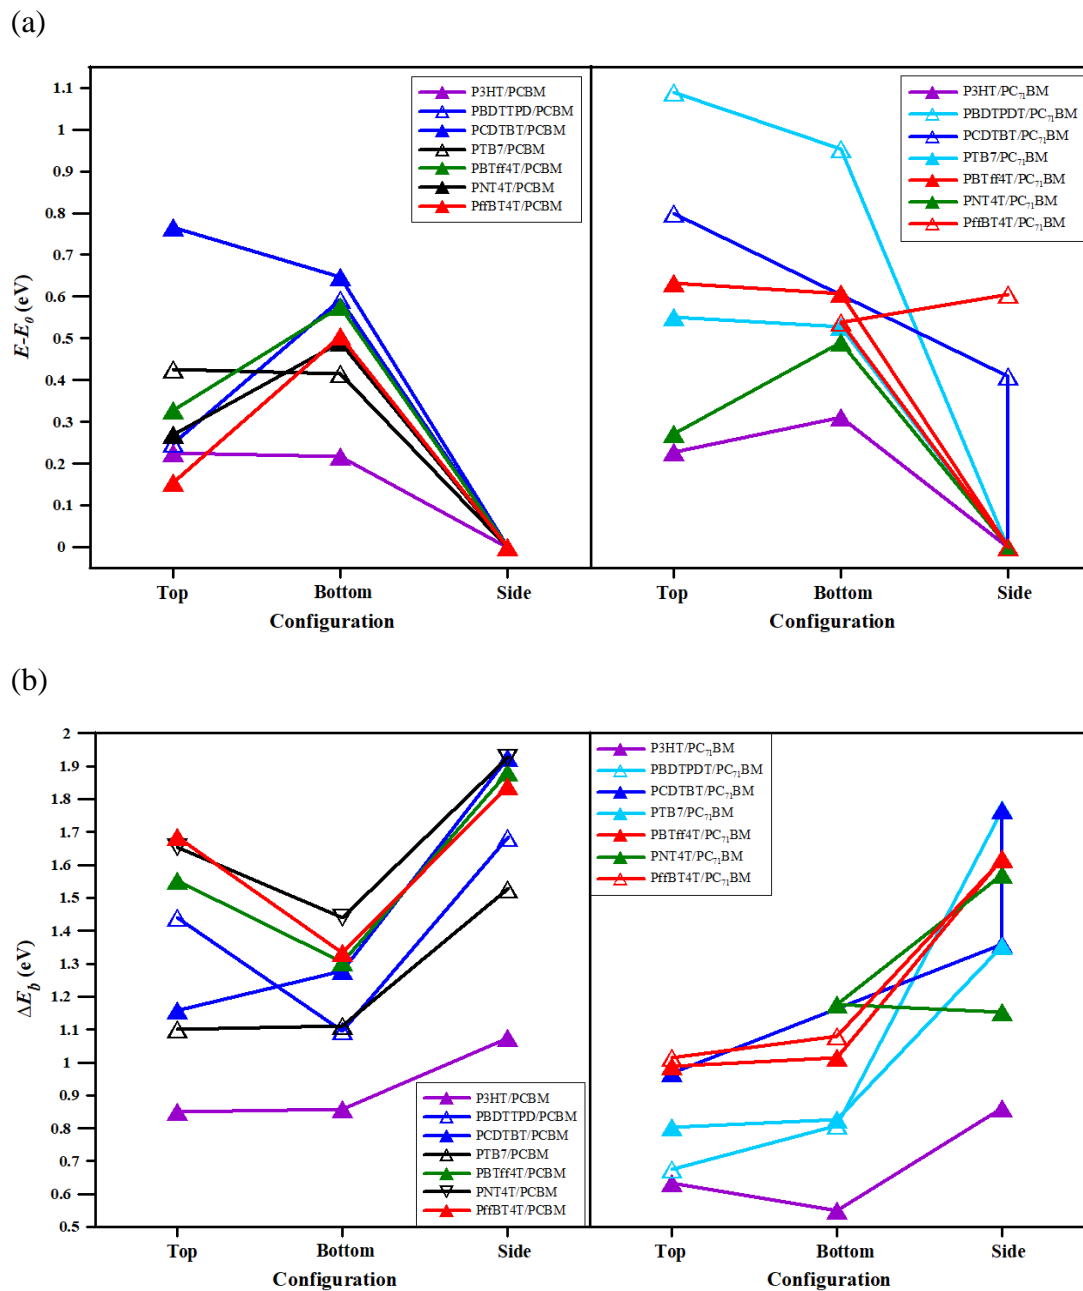 (a)
1.1
1
0.9
0.8
0.7
0.6
0.5
0.4
0.3
0.2
0.1
0
E-E0 (eV)
P3HT/PCBM
PBDTTPD/PCBM
PCDTBT/PCBM
PTB7/PCBM
PBTff4T/PCBM
PNT4T/PCBM
PffBT4T/PCBM
Top
Bottom
Side
Configuration
P3HT/PC71BM
PBDTPDT/PC71BM
PCDTBT/PC71BM
PTB7/PC71BM
PBTff4T/PC71BM
PNT4T/PC71BM
PffBT4T/PC71BM
Top
Bottom
Side
Configuration
(b)
2
1.9
1.8
1.7
1.6
1.5
1.4
1.3
1.2
1.1
1
0.9
0.8
0.7
0.6
0.5
ΔEb (eV)
P3HT/PCBM
PBDTTPD/PCBM
PCDTBT/PCBM
PTB7/PCBM
PBTff4T/PCBM
PNT4T/PCBM
PffBT4T/PCBM
Top
Bottom
Side
Configuration
P3HT/PC71BM
PBDTPDT/PC71BM
PCDTBT/PC71BM
PTB7/PC71BM
PBTff4T/PC71BM
PNT4T/PC71BM
PffBT4T/PC71BM
Top
Bottom
Side
Configuration